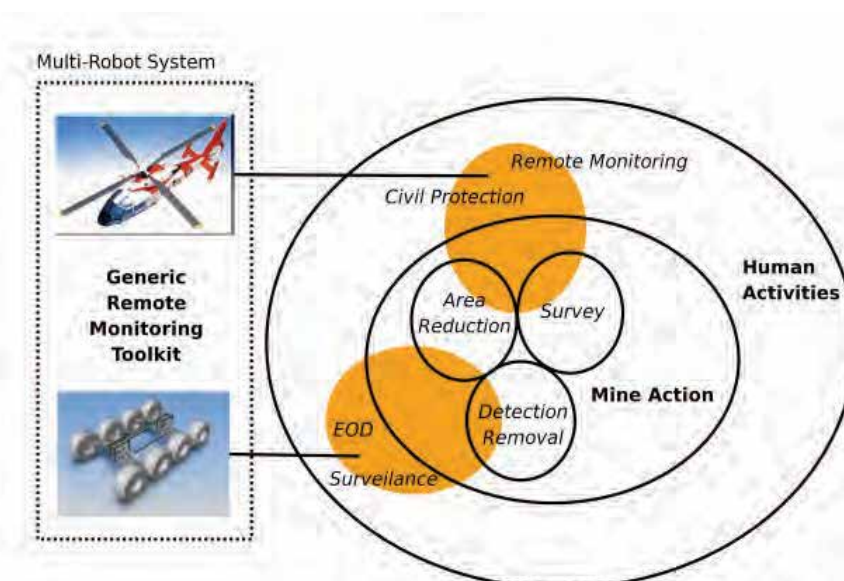 Multi-Robot System
Generic
Remote
Monitoring
Toolkit
Remote Monitoring
Civil Protection
Human
Activities
Area
Reduction
Survey
Mine Action
Detection
Removal
EOD
Surveilance